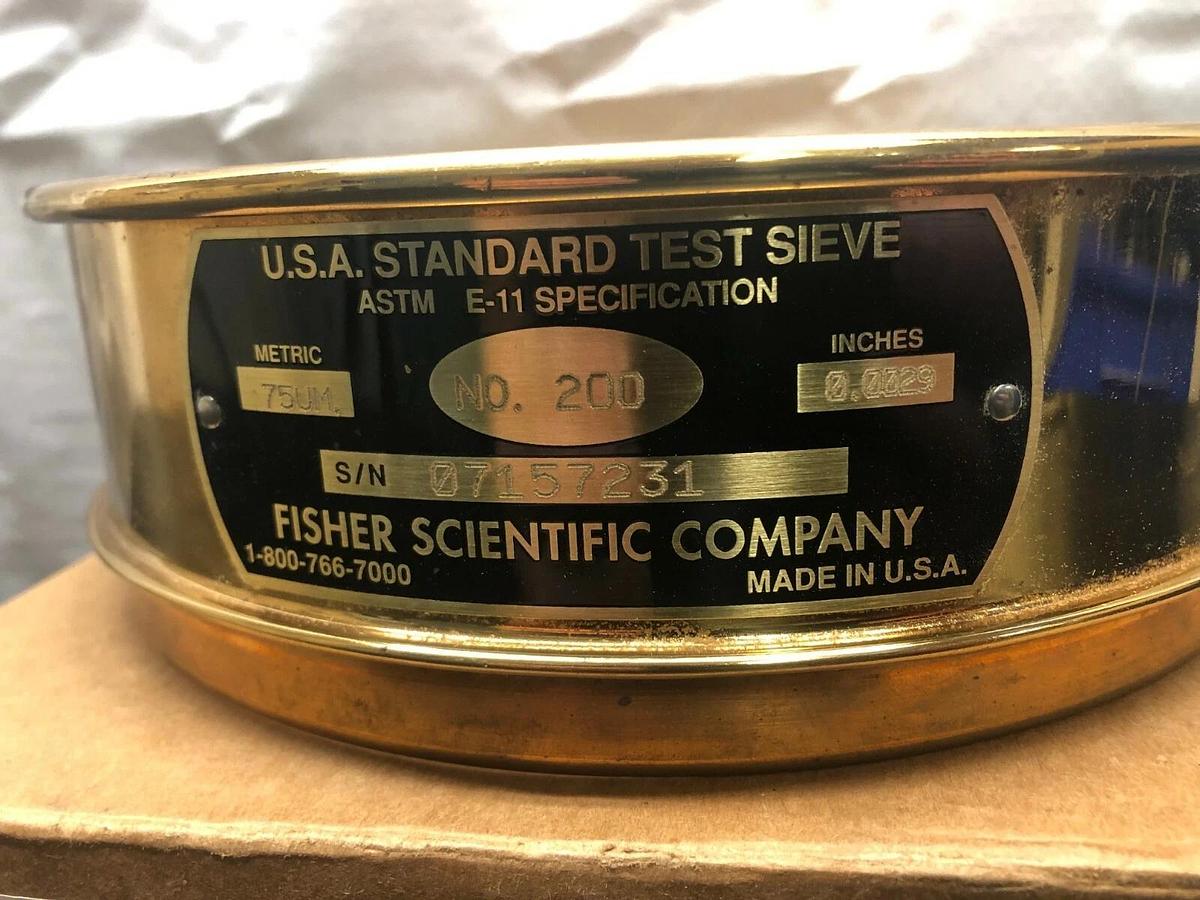 U.S.A. STANDARD TEST SIEVE
ASTM E-11 SPECIFICATION
METRIC
75UM.
NO. 200
INCHES
0.0029
S/N 07157231
FISHER SCIENTIFIC COMPANY
1-800-766-7000
MADE IN U.S.A.